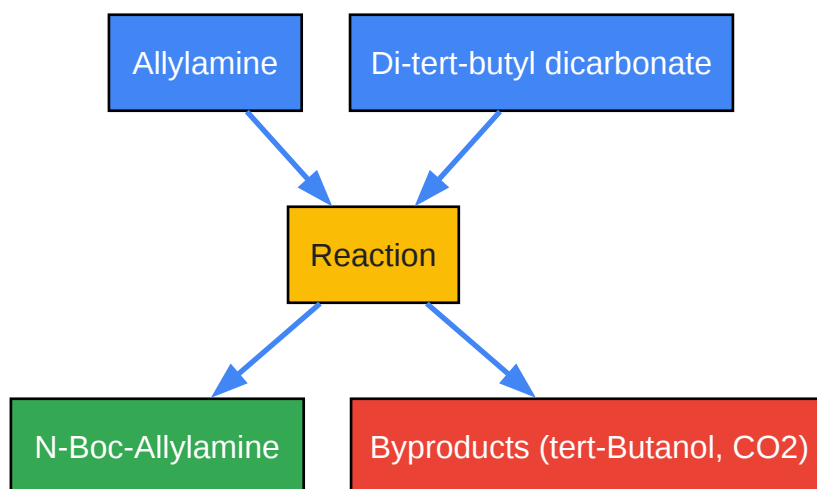 Allylamine
Di-tert-butyl dicarbonate
Reaction
N-Boc-Allylamine
Byproducts (tert-Butanol, CO2)